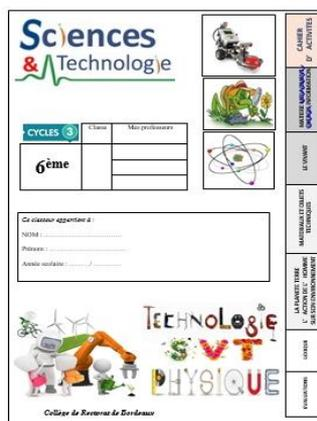 Sciences
& Technologie
CYCLES 3
Classe
Mes professeurs
6ème
Ce classeur appartient à :
NOM : ..............................
Prénom : ..............................
Année scolaire : ........../..........
TECHNOLOGIE
SVT
PHYSIQUE
Collège de
de Bordeaux
CAHIER
D' ACTIVITES
MATIERE
INFORMATION
LE VIVANT
MATERIAUX ET OBJETS
TECHNIQUES
LA PLANETE TERRE
L' ACTION DE L' HOMME
SUR SON ENVIRONNEMENT
LEXIQUE
EVALUATIONS